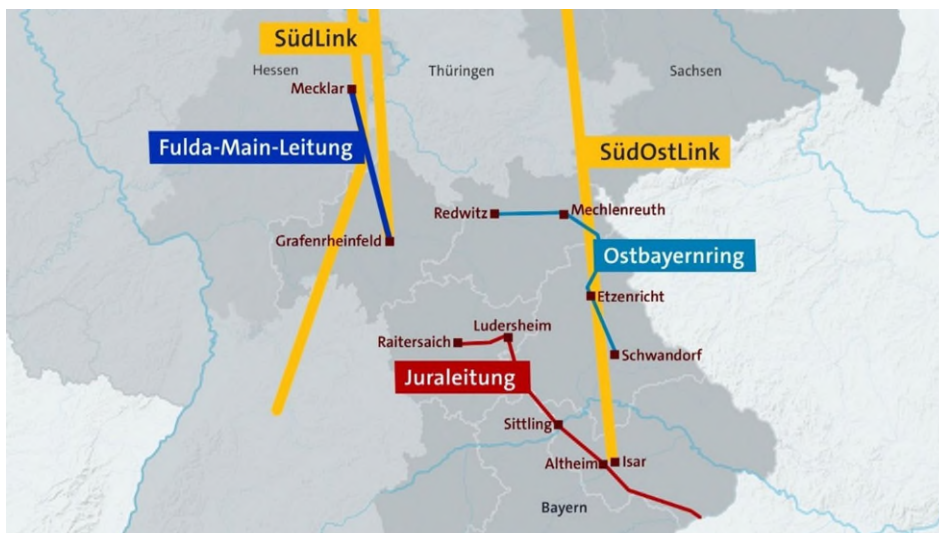 SüdLink
Hessen
Thüringen
Sachsen
Mecklar
Fulda-Main-Leitung
SüdOstLink
Redwitz
Mechlenreuth
Grafenrheinfeld
Ostbayernring
Etzenricht
Ludersheim
Raitersaich
Schwandorf
Juraleitung
Sittling
Altheim
Isar
Bayern